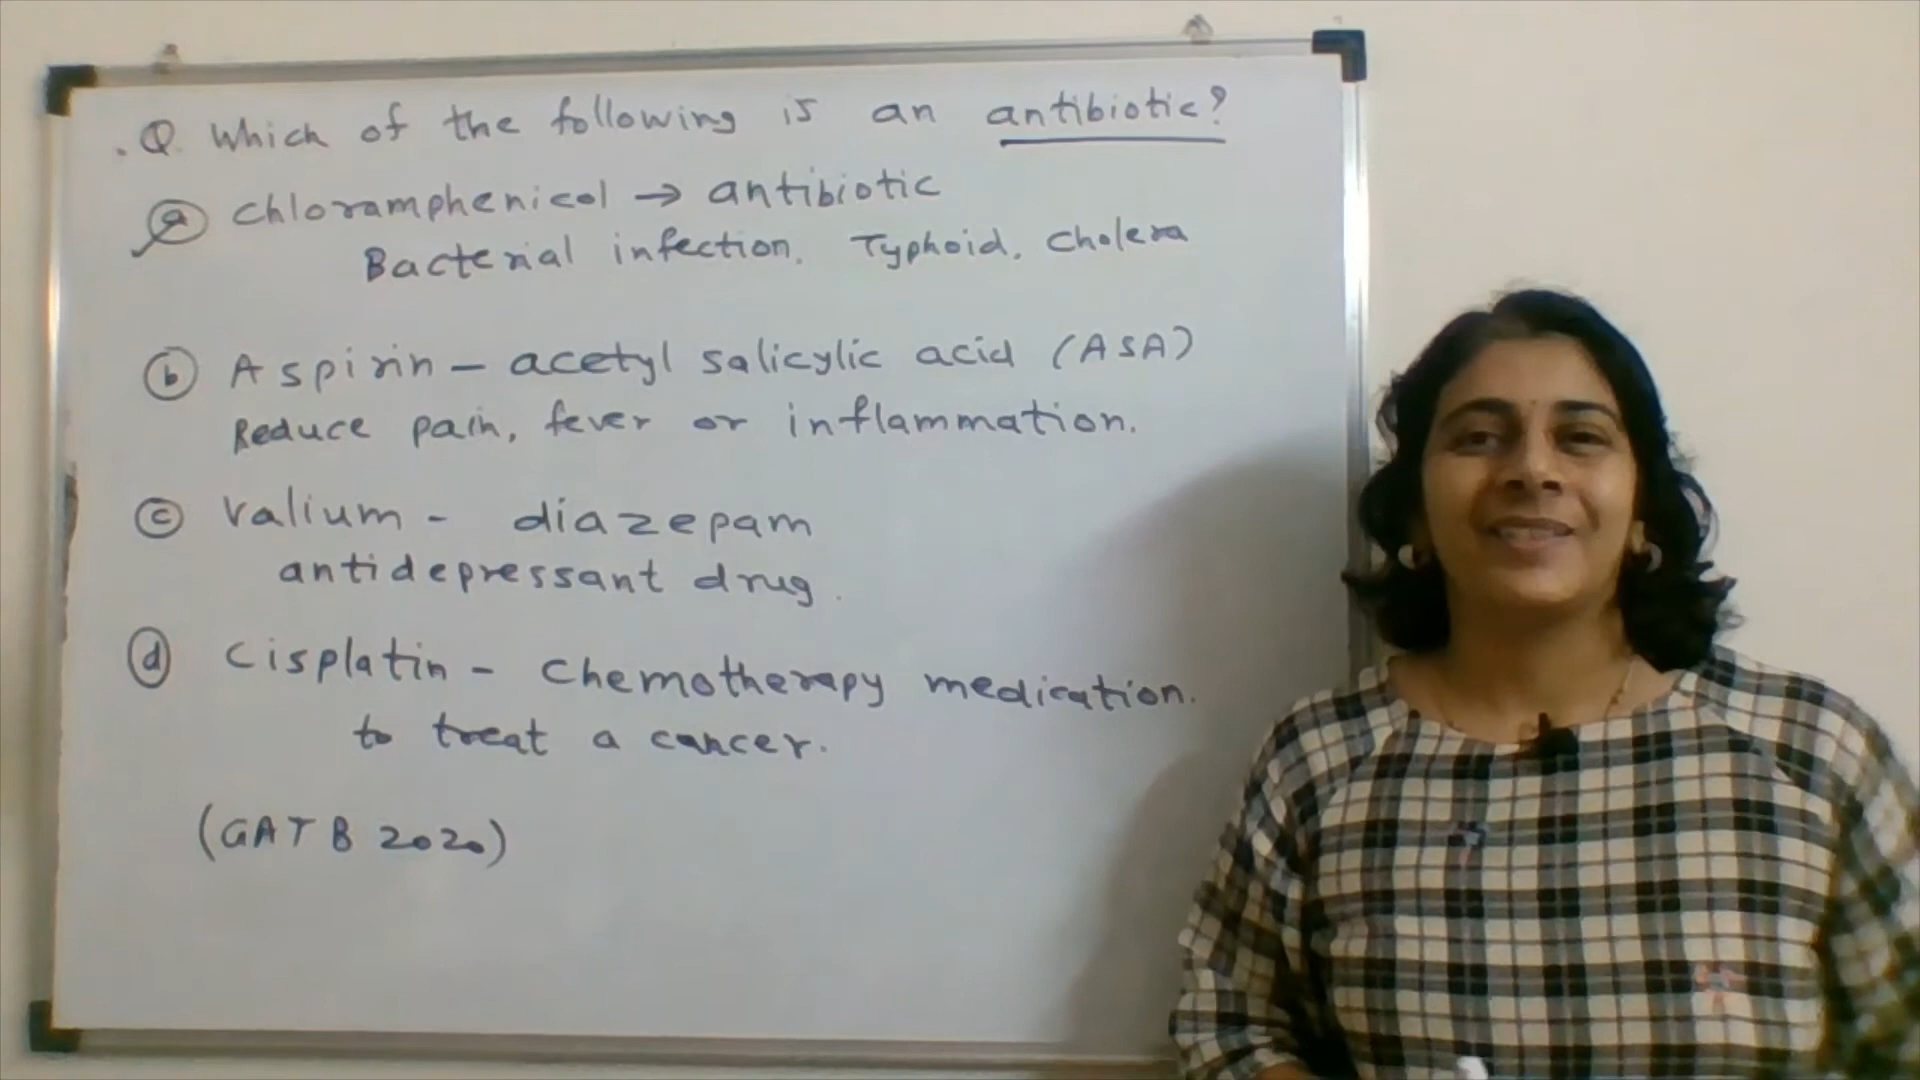 . Q. Which of the following is an antibiotic?
a chloramphenicol → antibiotic
Bacterial infection. Typhoid, cholera
b Aspirin – acetyl salicylic acid (ASA)
Reduce pain, fever or inflammation.
c Valium - diazepam
antidepressant drug.
d Cisplatin - Chemotherapy medication.
to treat a cancer.
(GAT B 2020)